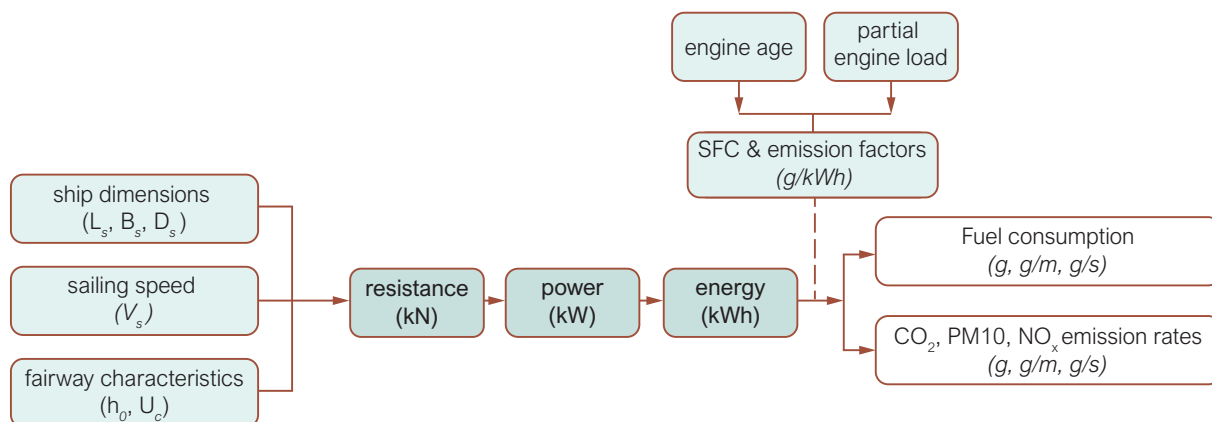 engine age
partial
engine load
SFC & emission factors
(g/kWh)
ship dimensions
(Lₛ, Bₛ, Dₛ)
sailing speed
(Vₛ)
fairway characteristics
(h₀, U꜀)
resistance
(kN)
power
(kW)
energy
(kWh)
Fuel consumption
(g, g/m, g/s)
CO₂, PM10, NOₓ emission rates
(g, g/m, g/s)